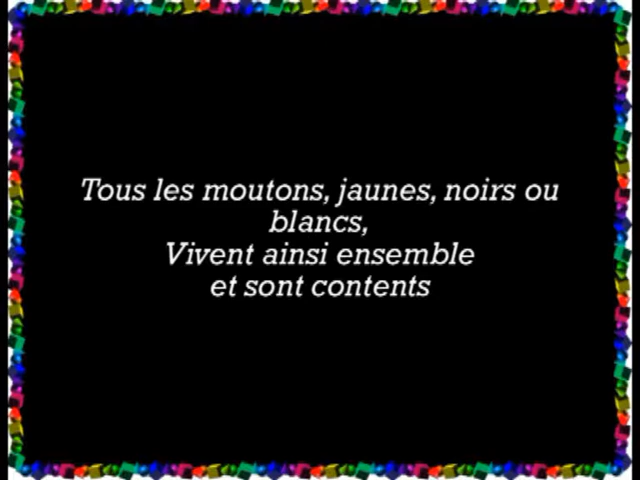 Tous les moutons, jaunes, noirs ou
blancs,
Vivent ainsi ensemble
et sont contents